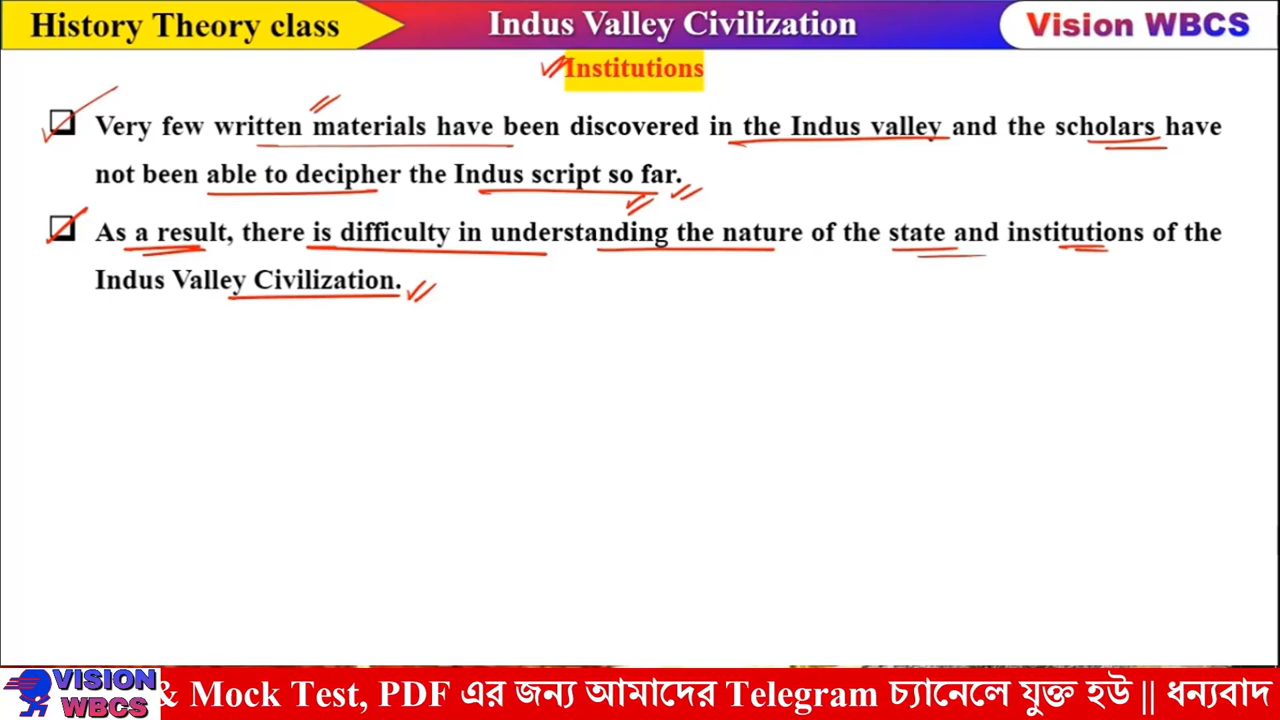 History Theory class
Indus Valley Civilization
Vision WBCS
Institutions
Very few written materials have been discovered in the Indus valley and the scholars have
not been able to decipher the Indus script so far.
As a result, there is difficulty in understanding the nature of the state and institutions of the
Indus Valley Civilization.
VISION
WBCS
& Mock Test, PDF এর জন্য আমাদের Telegram চ্যানেলে যুক্ত হউ || ধন্যবাদ